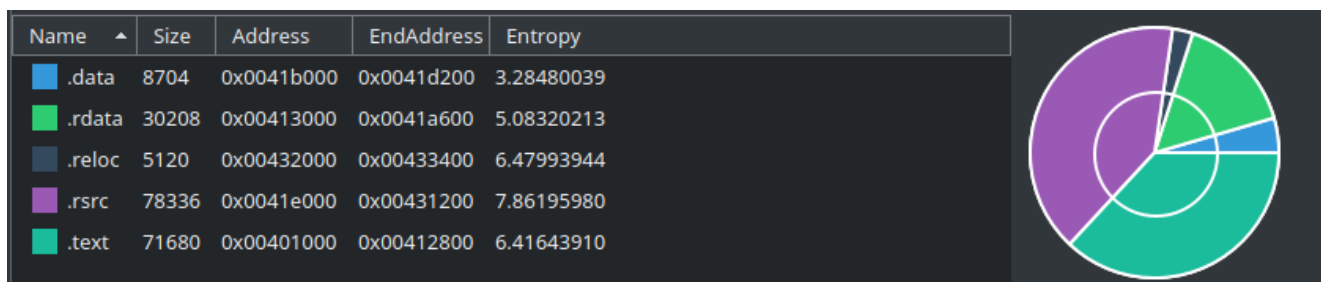 Name Size Address EndAddress Entropy
.data 8704 0x0041b000 0x0041d200 3.28480039
.rdata 30208 0x00413000 0x0041a600 5.08320213
.reloc 5120 0x00432000 0x00433400 6.47993944
.rsrc 78336 0x0041e000 0x00431200 7.86195980
.text 71680 0x00401000 0x00412800 6.41643910